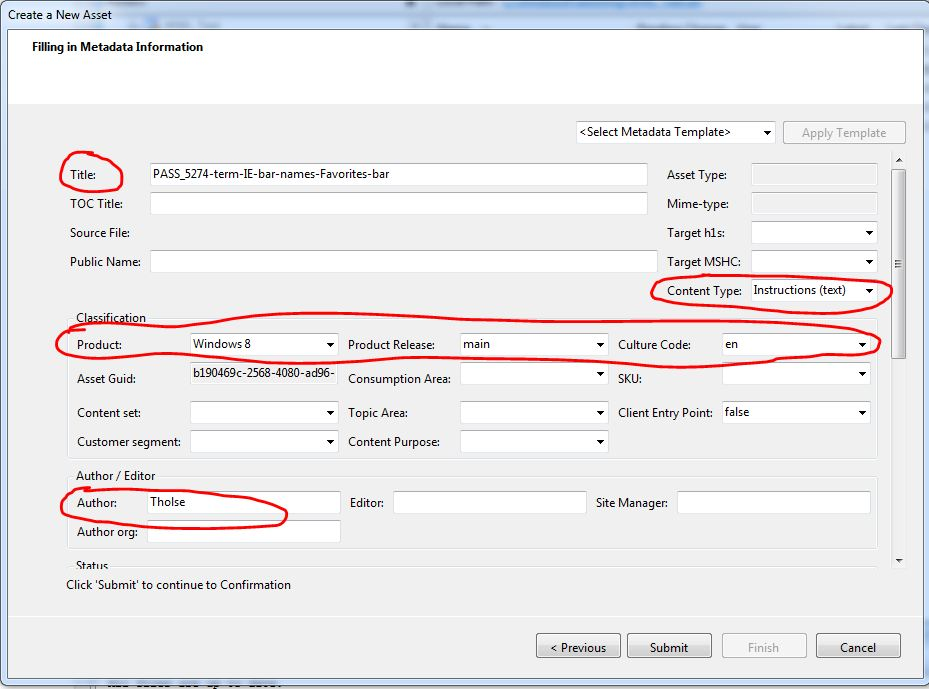 Create a New Asset
Filling in Metadata Information
<Select Metadata Template> Apply Template
Title: PASS_5274-term-IE-bar-names-Favorites-bar Asset Type:
TOC Title: Mime-type:
Source File: Target h1s:
Public Name: Target MSHC:
Content Type: Instructions (text)
Classification
Product: Windows 8 Product Release: main Culture Code: en
Asset Guid: b190469c-2568-4080-ad96- Consumption Area: SKU:
Content set: Topic Area: Client Entry Point: false
Customer segment: Content Purpose:
Author / Editor
Author: Tholse Editor: Site Manager:
Author org:
Status
Click 'Submit' to continue to Confirmation
< Previous Submit Finish Cancel